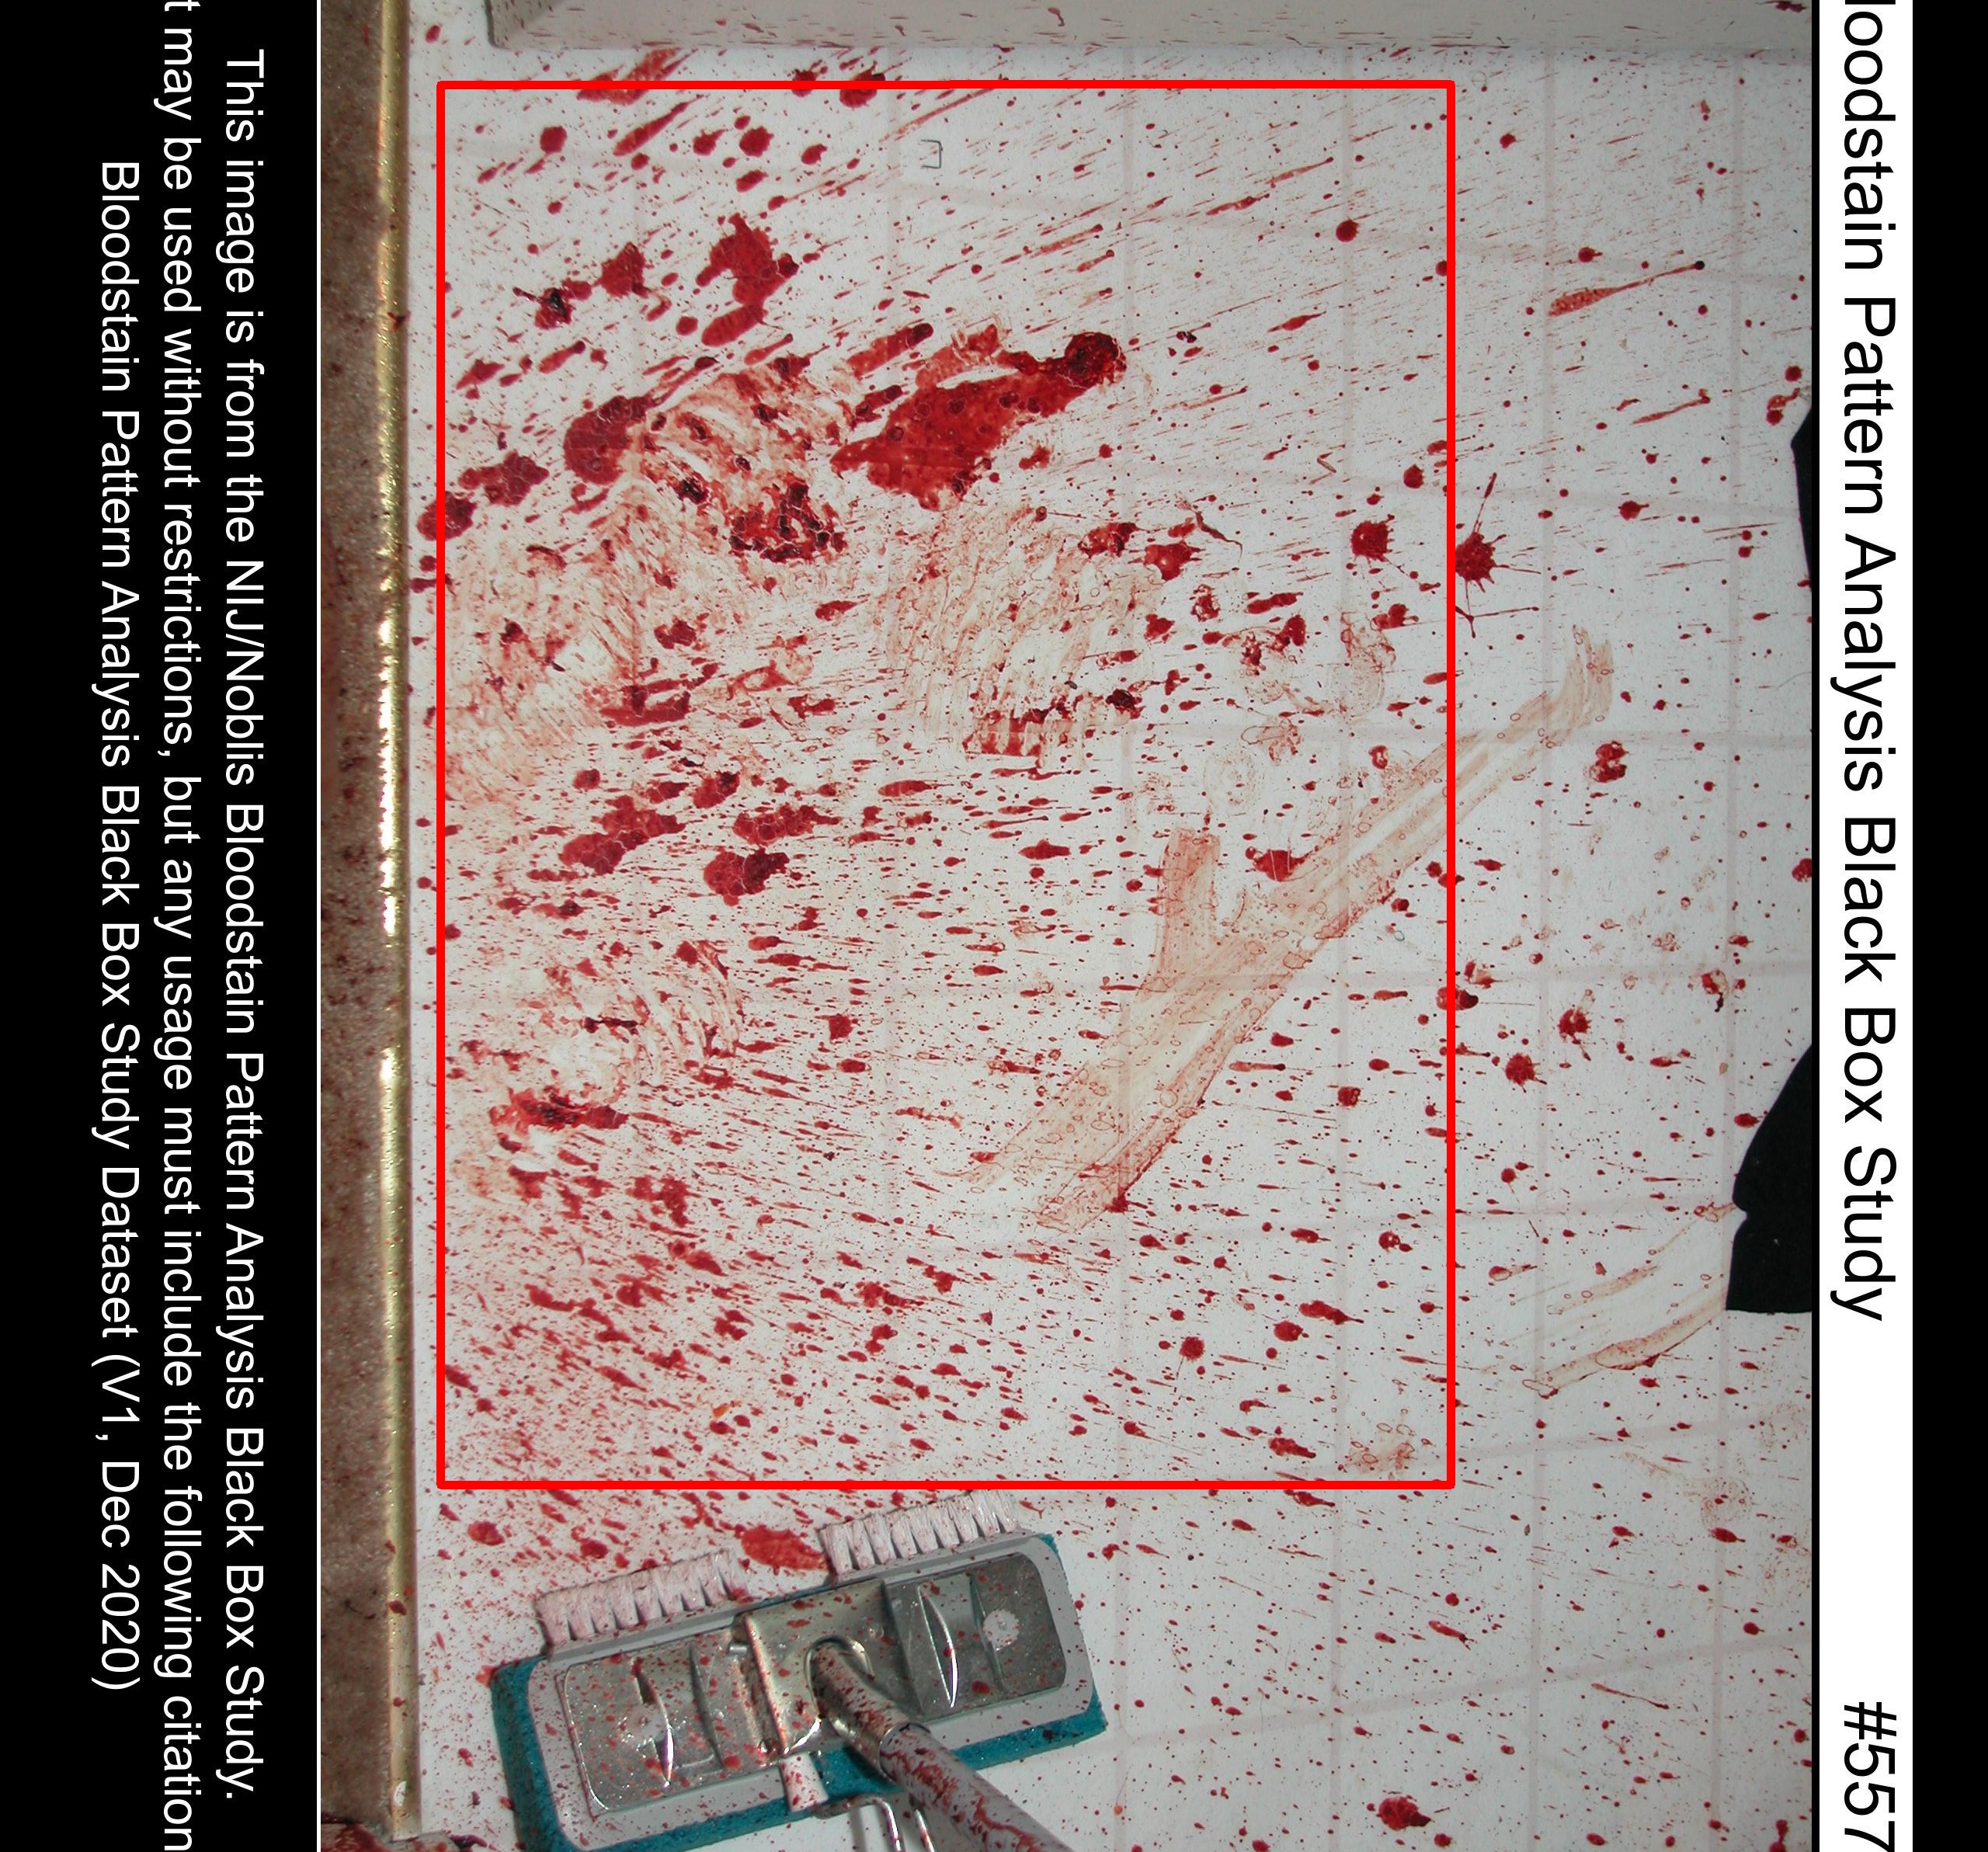 loodstain Pattern Analysis Black Box Study #557
This image is from the NIJ/Noblis Bloodstain Pattern Analysis Black Box Study.
t may be used without restrictions, but any usage must include the following citation
Bloodstain Pattern Analysis Black Box Study Dataset (V1, Dec 2020)